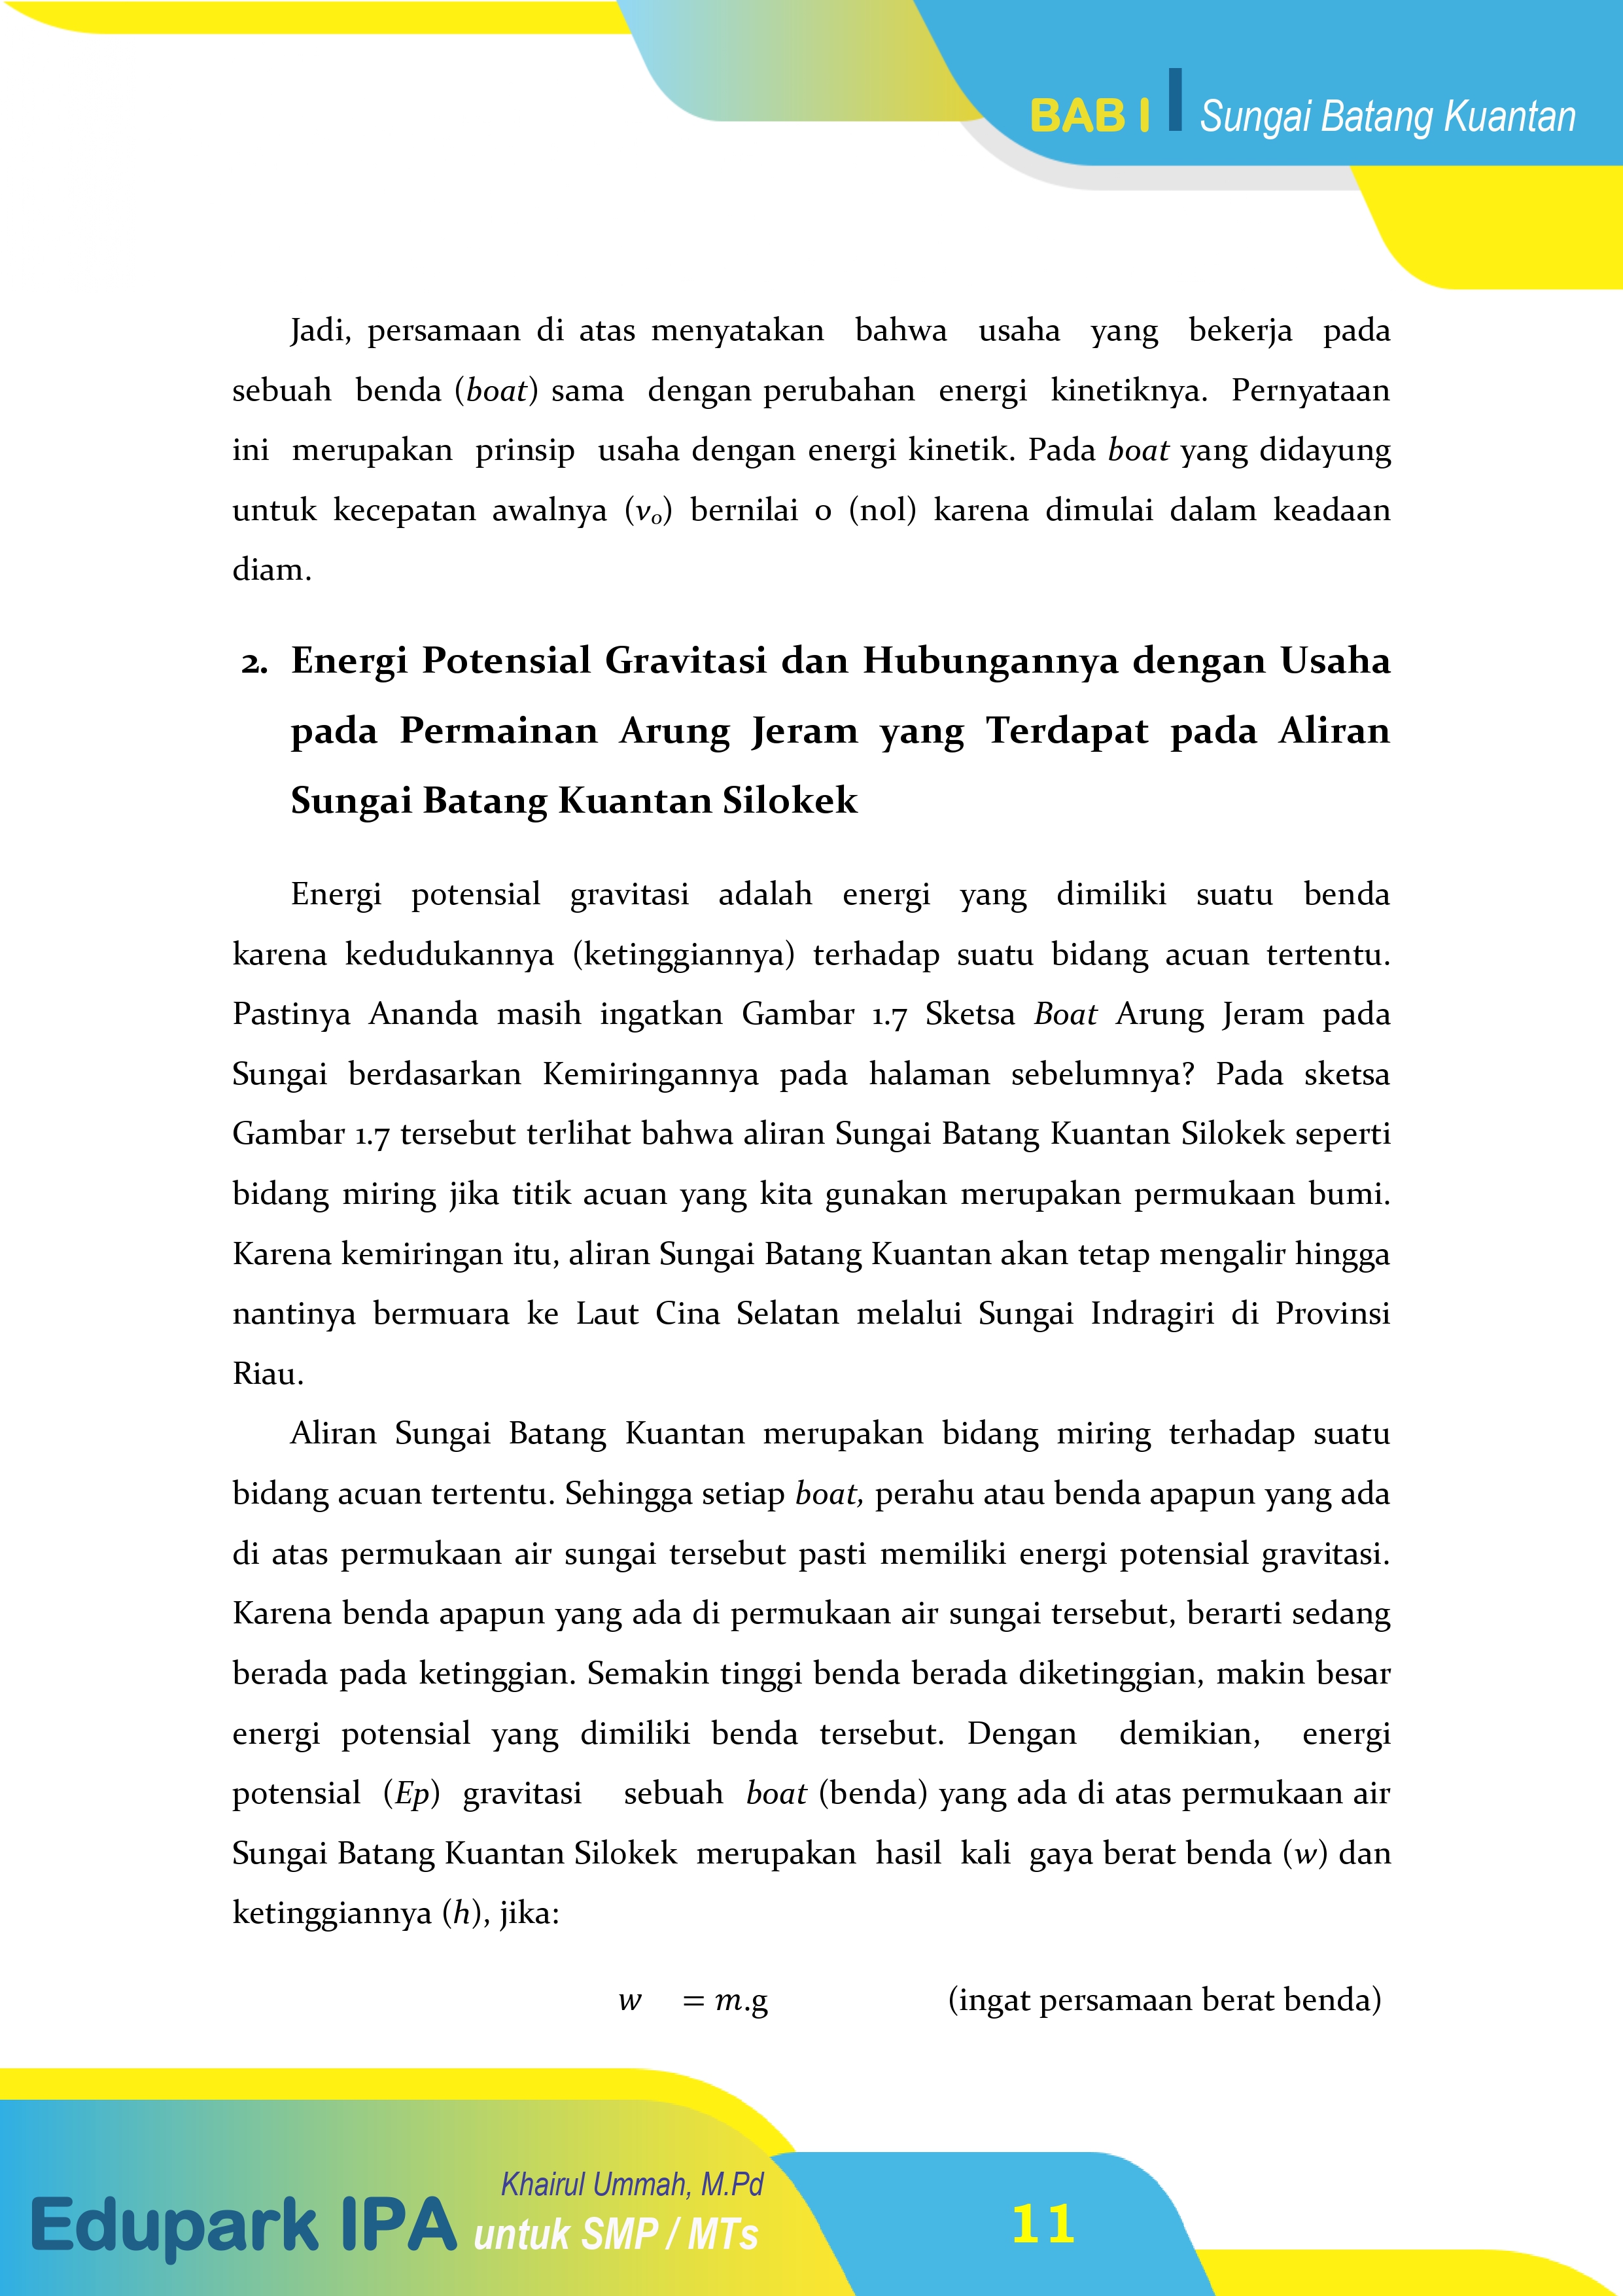 BAB I Sungai Batang Kuantan
Jadi, persamaan di atas menyatakan bahwa usaha yang bekerja pada
sebuah benda (boat) sama dengan perubahan energi kinetiknya. Pernyataan
ini merupakan prinsip usaha dengan energi kinetik. Pada boat yang didayung
untuk kecepatan awalnya (v₀) bernilai 0 (nol) karena dimulai dalam keadaan
diam.
2. Energi Potensial Gravitasi dan Hubungannya dengan Usaha
pada Permainan Arung Jeram yang Terdapat pada Aliran
Sungai Batang Kuantan Silokek
Energi potensial gravitasi adalah energi yang dimiliki suatu benda
karena kedudukannya (ketinggiannya) terhadap suatu bidang acuan tertentu.
Pastinya Ananda masih ingatkan Gambar 1.7 Sketsa Boat Arung Jeram pada
Sungai berdasarkan Kemiringannya pada halaman sebelumnya? Pada sketsa
Gambar 1.7 tersebut terlihat bahwa aliran Sungai Batang Kuantan Silokek seperti
bidang miring jika titik acuan yang kita gunakan merupakan permukaan bumi.
Karena kemiringan itu, aliran Sungai Batang Kuantan akan tetap mengalir hingga
nantinya bermuara ke Laut Cina Selatan melalui Sungai Indragiri di Provinsi
Riau.
Aliran Sungai Batang Kuantan merupakan bidang miring terhadap suatu
bidang acuan tertentu. Sehingga setiap boat, perahu atau benda apapun yang ada
di atas permukaan air sungai tersebut pasti memiliki energi potensial gravitasi.
Karena benda apapun yang ada di permukaan air sungai tersebut, berarti sedang
berada pada ketinggian. Semakin tinggi benda berada diketinggian, makin besar
energi potensial yang dimiliki benda tersebut. Dengan demikian, energi
potensial (Ep) gravitasi sebuah boat (benda) yang ada di atas permukaan air
Sungai Batang Kuantan Silokek merupakan hasil kali gaya berat benda (w) dan
ketinggiannya (h), jika:
w = m.g (ingat persamaan berat benda)
Khairul Ummah, M.Pd
Edupark IPA untuk SMP / MTs
11